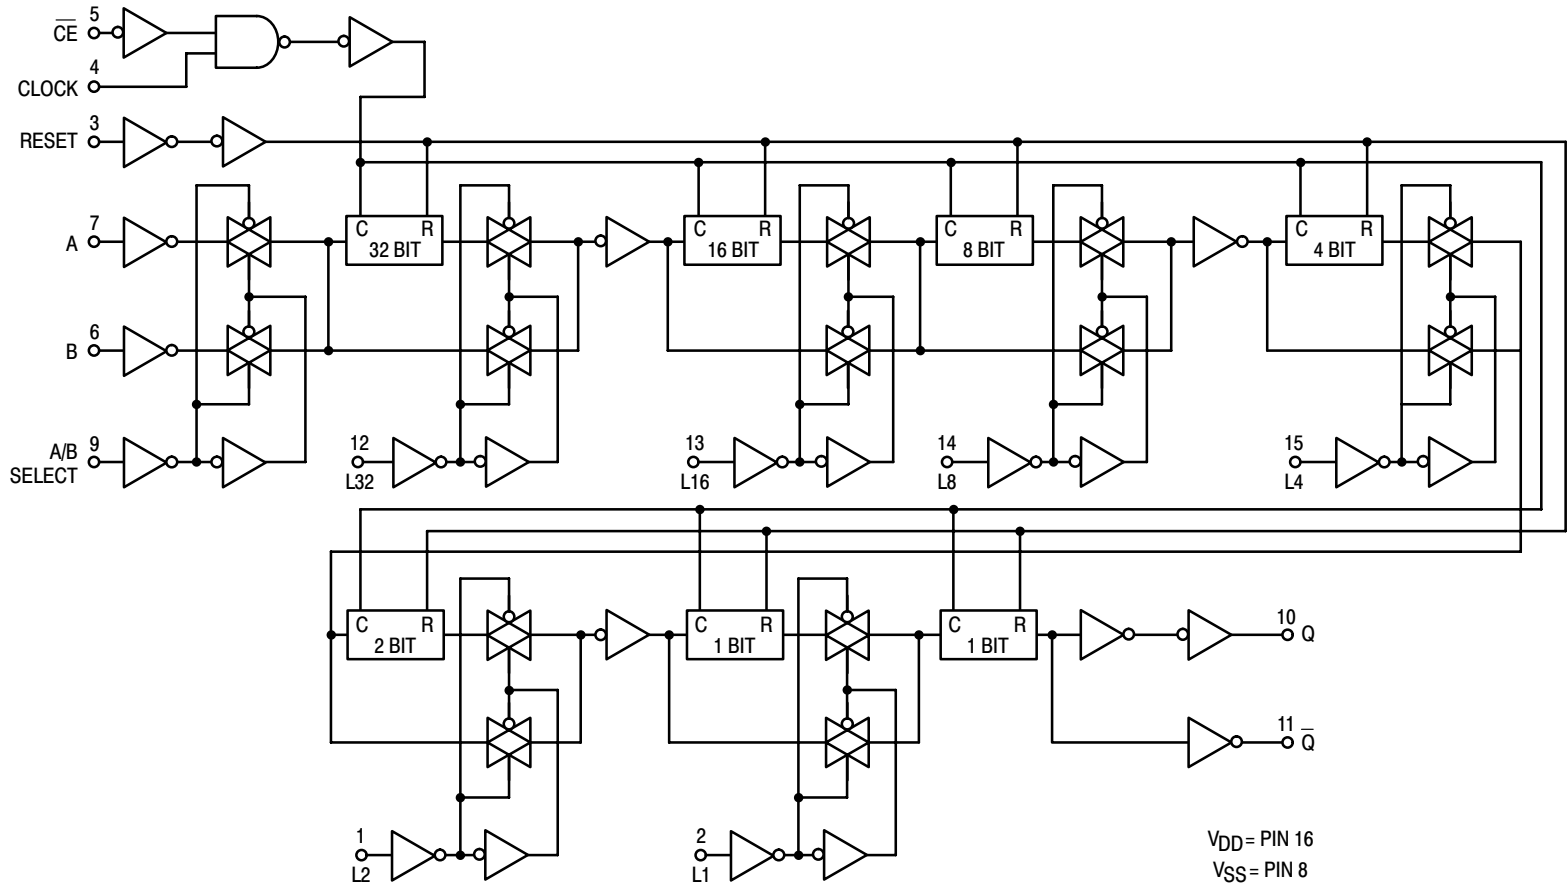 5
CE
4
CLOCK
3
RESET
7
A
C R
32 BIT
C R
16 BIT
C R
8 BIT
C R
4 BIT
6
B
A/B
SELECT
9
12
L32
13
L16
14
L8
15
L4
C R
2 BIT
C R
1 BIT
C R
1 BIT
10
Q
11
Q
1
L2
2
L1
VDD = PIN 16
VSS = PIN 8